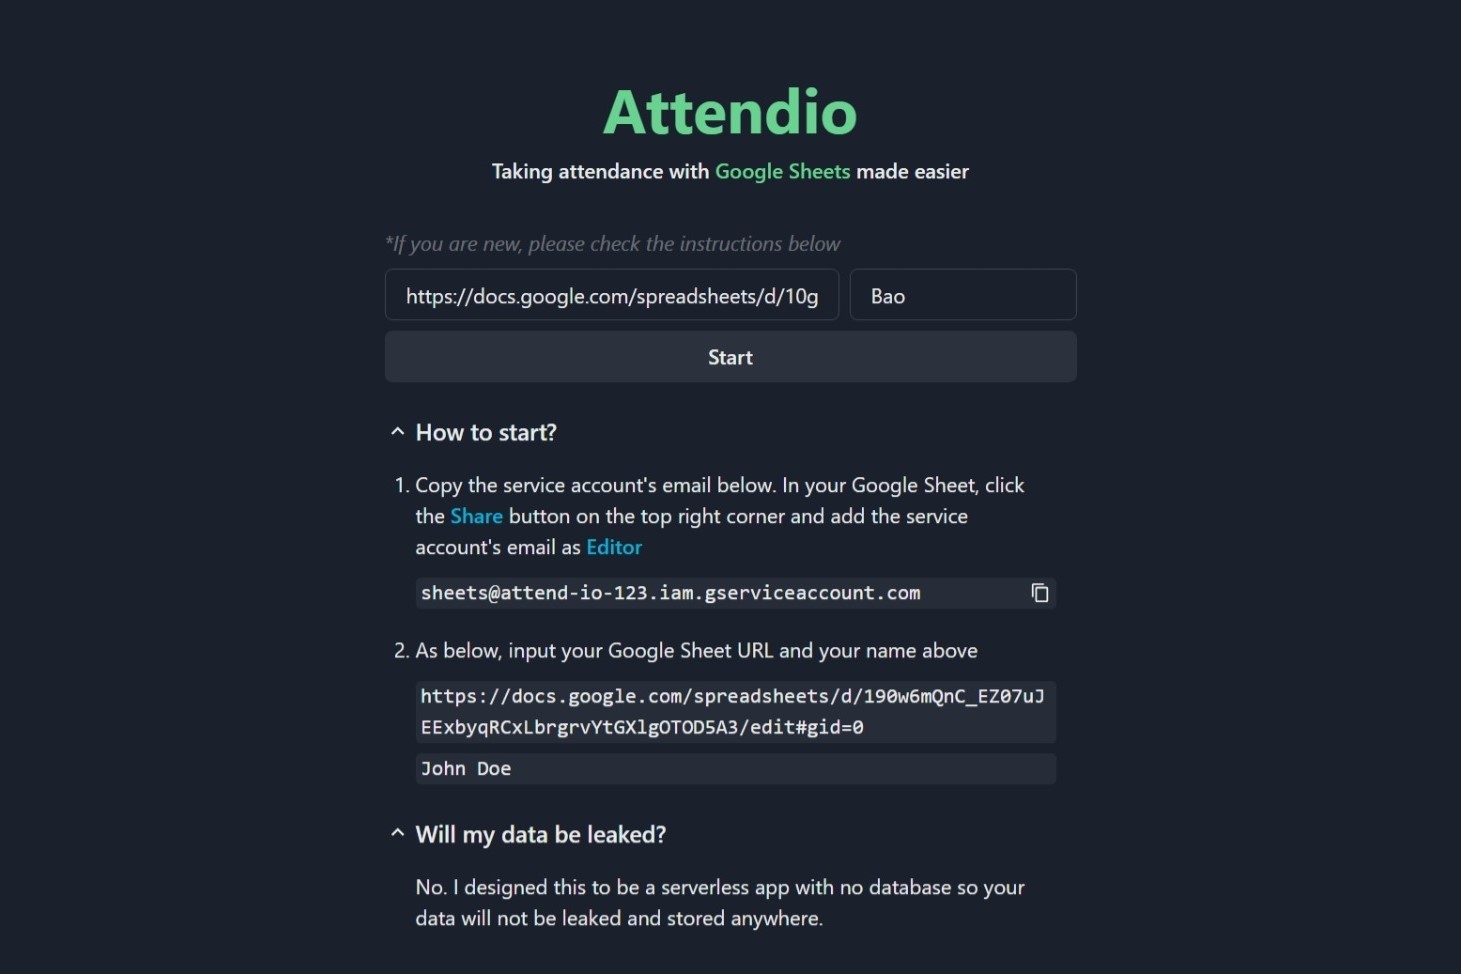 Attendio
Taking attendance with Google Sheets made easier
*If you are new, please check the instructions below
https://docs.google.com/spreadsheets/d/10g
Bao
Start
How to start?
1. Copy the service account's email below. In your Google Sheet, click
the Share button on the top right corner and add the service
account's email as Editor
sheets@attend-io-123.iam.gserviceaccount.com
2. As below, input your Google Sheet URL and your name above
https://docs.google.com/spreadsheets/d/190w6mQnC_EZ07uJ
EExbyqRCxLbrgrvYtGXlgOTOD5A3/edit#gid=0
John Doe
Will my data be leaked?
No. I designed this to be a serverless app with no database so your
data will not be leaked and stored anywhere.